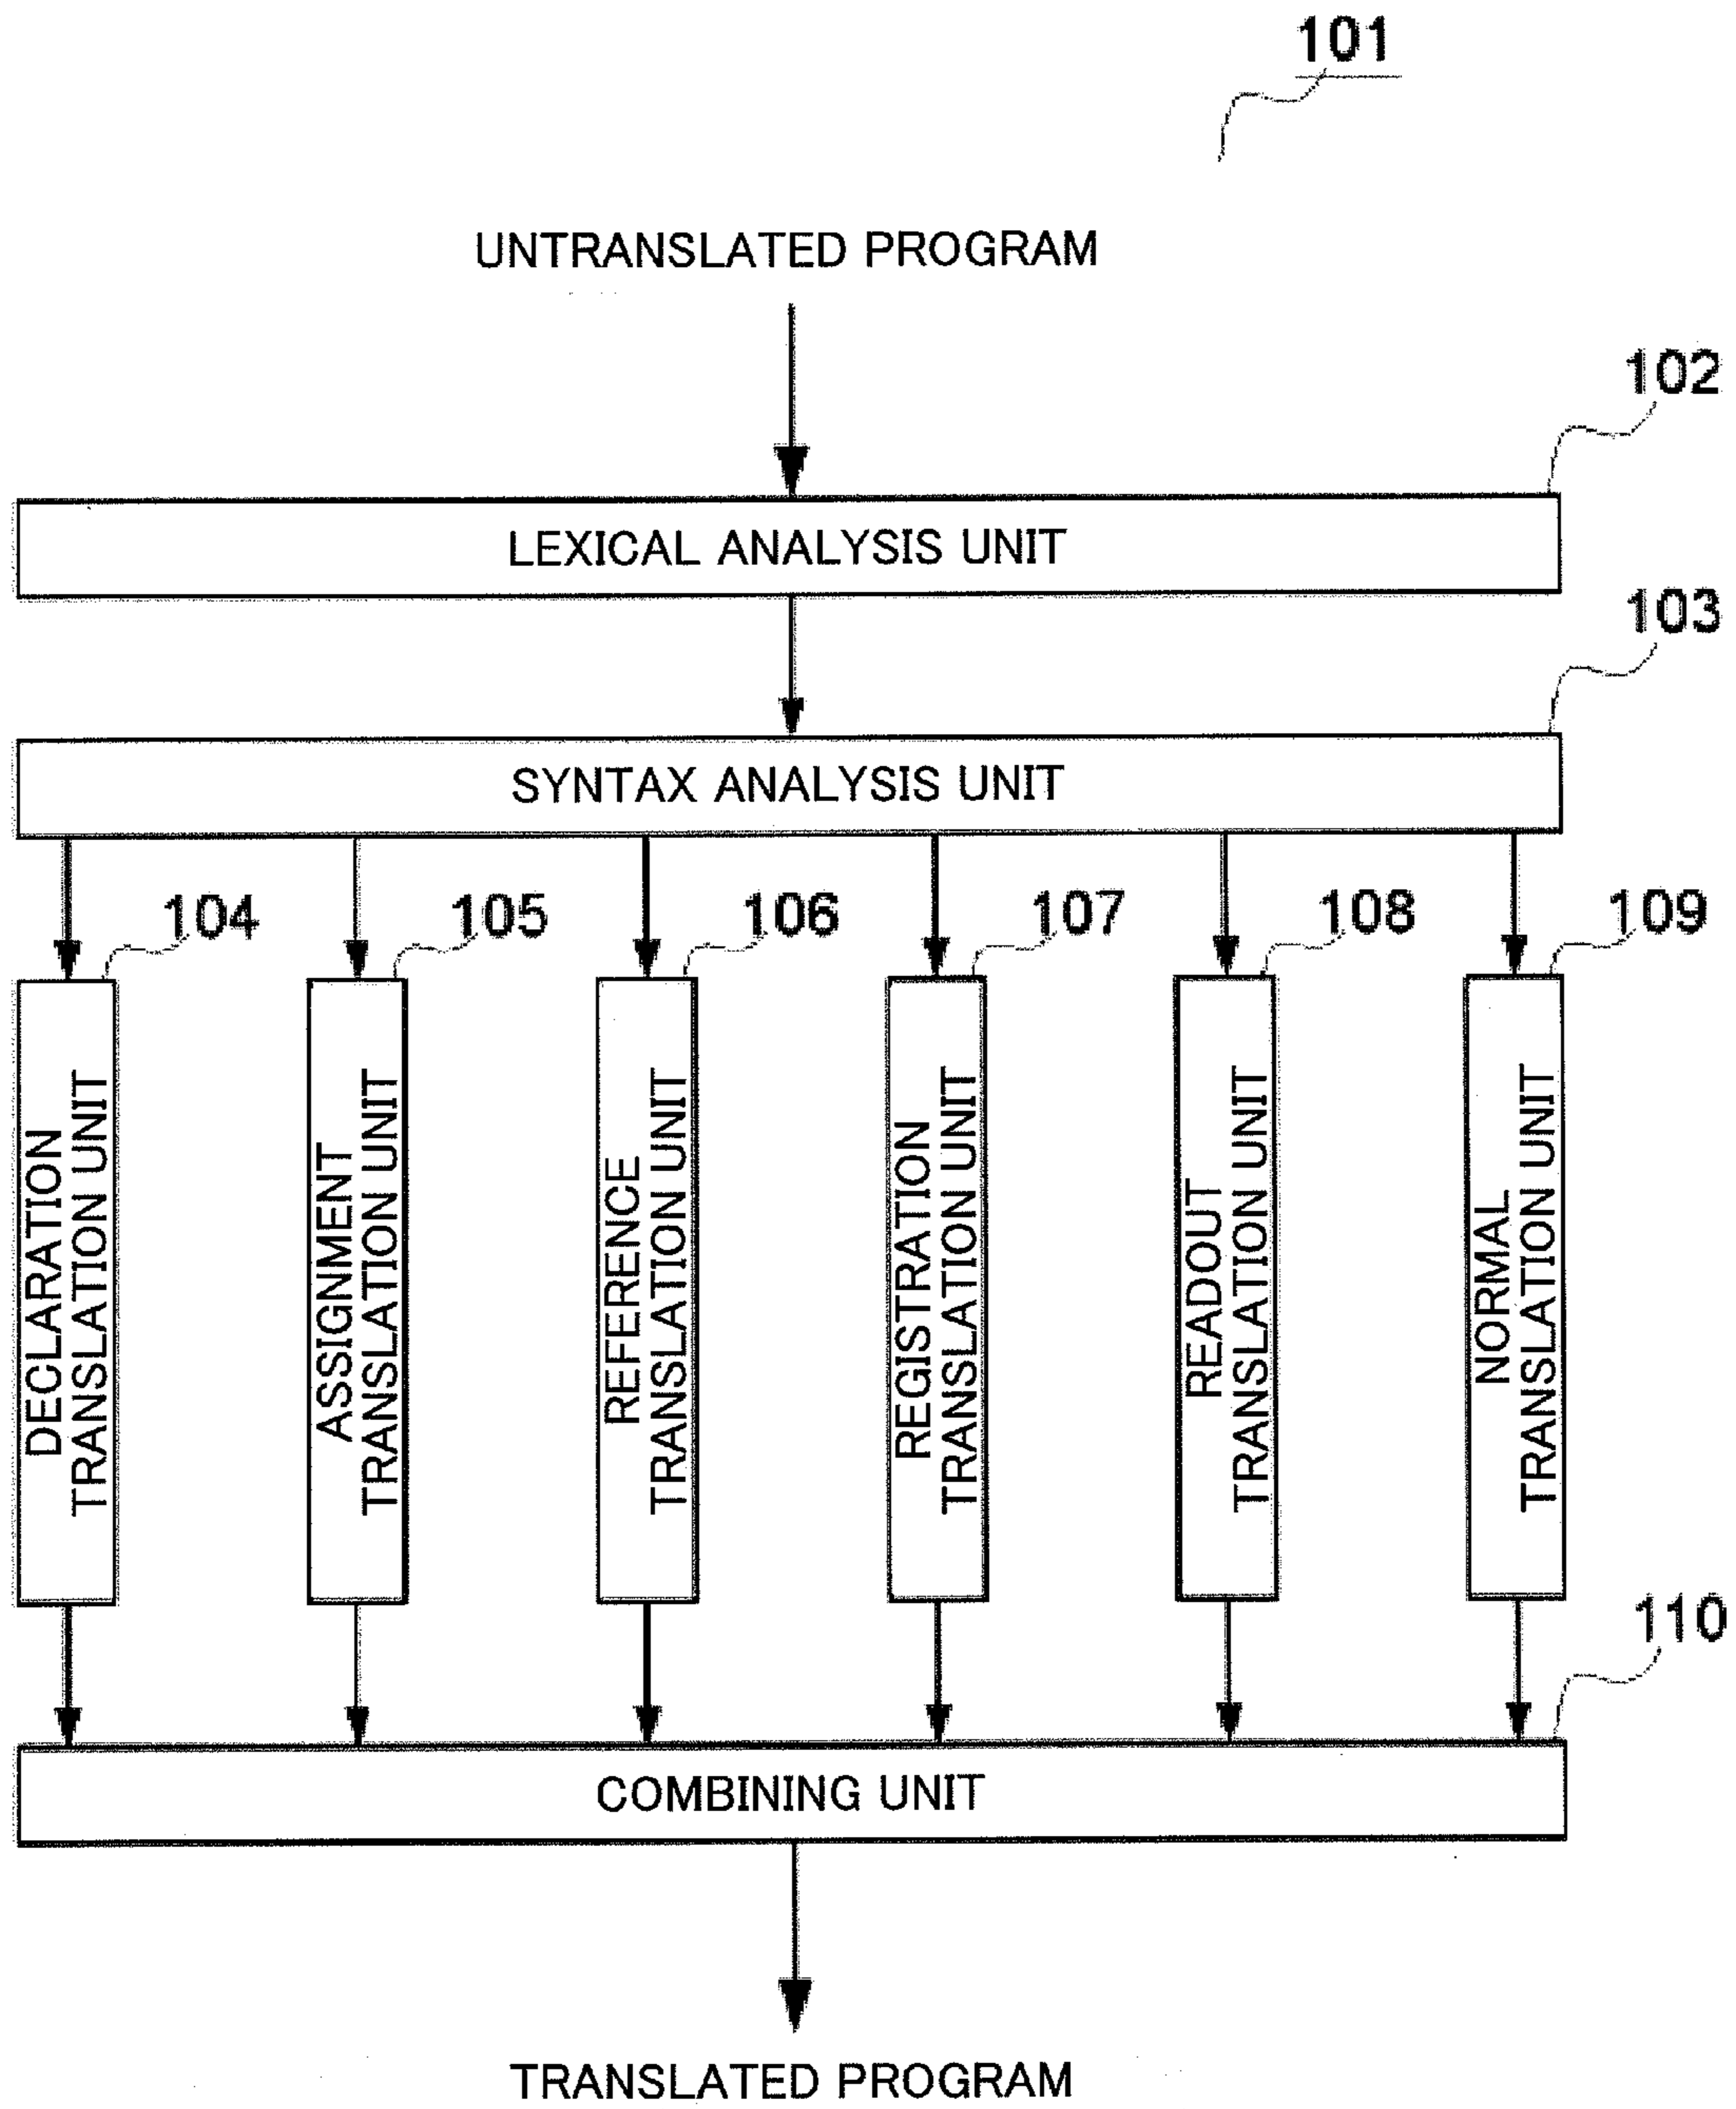 101
UNTRANSLATED PROGRAM
102
LEXICAL ANALYSIS UNIT
103
SYNTAX ANALYSIS UNIT
104
105
106
107
108
109
DECLARATION
TRANSLATION UNIT
ASSIGNMENT
TRANSLATION UNIT
REFERENCE
TRANSLATION UNIT
REGISTRATION
TRANSLATION UNIT
READOUT
TRANSLATION UNIT
NORMAL
TRANSLATION UNIT
110
COMBINING UNIT
TRANSLATED PROGRAM